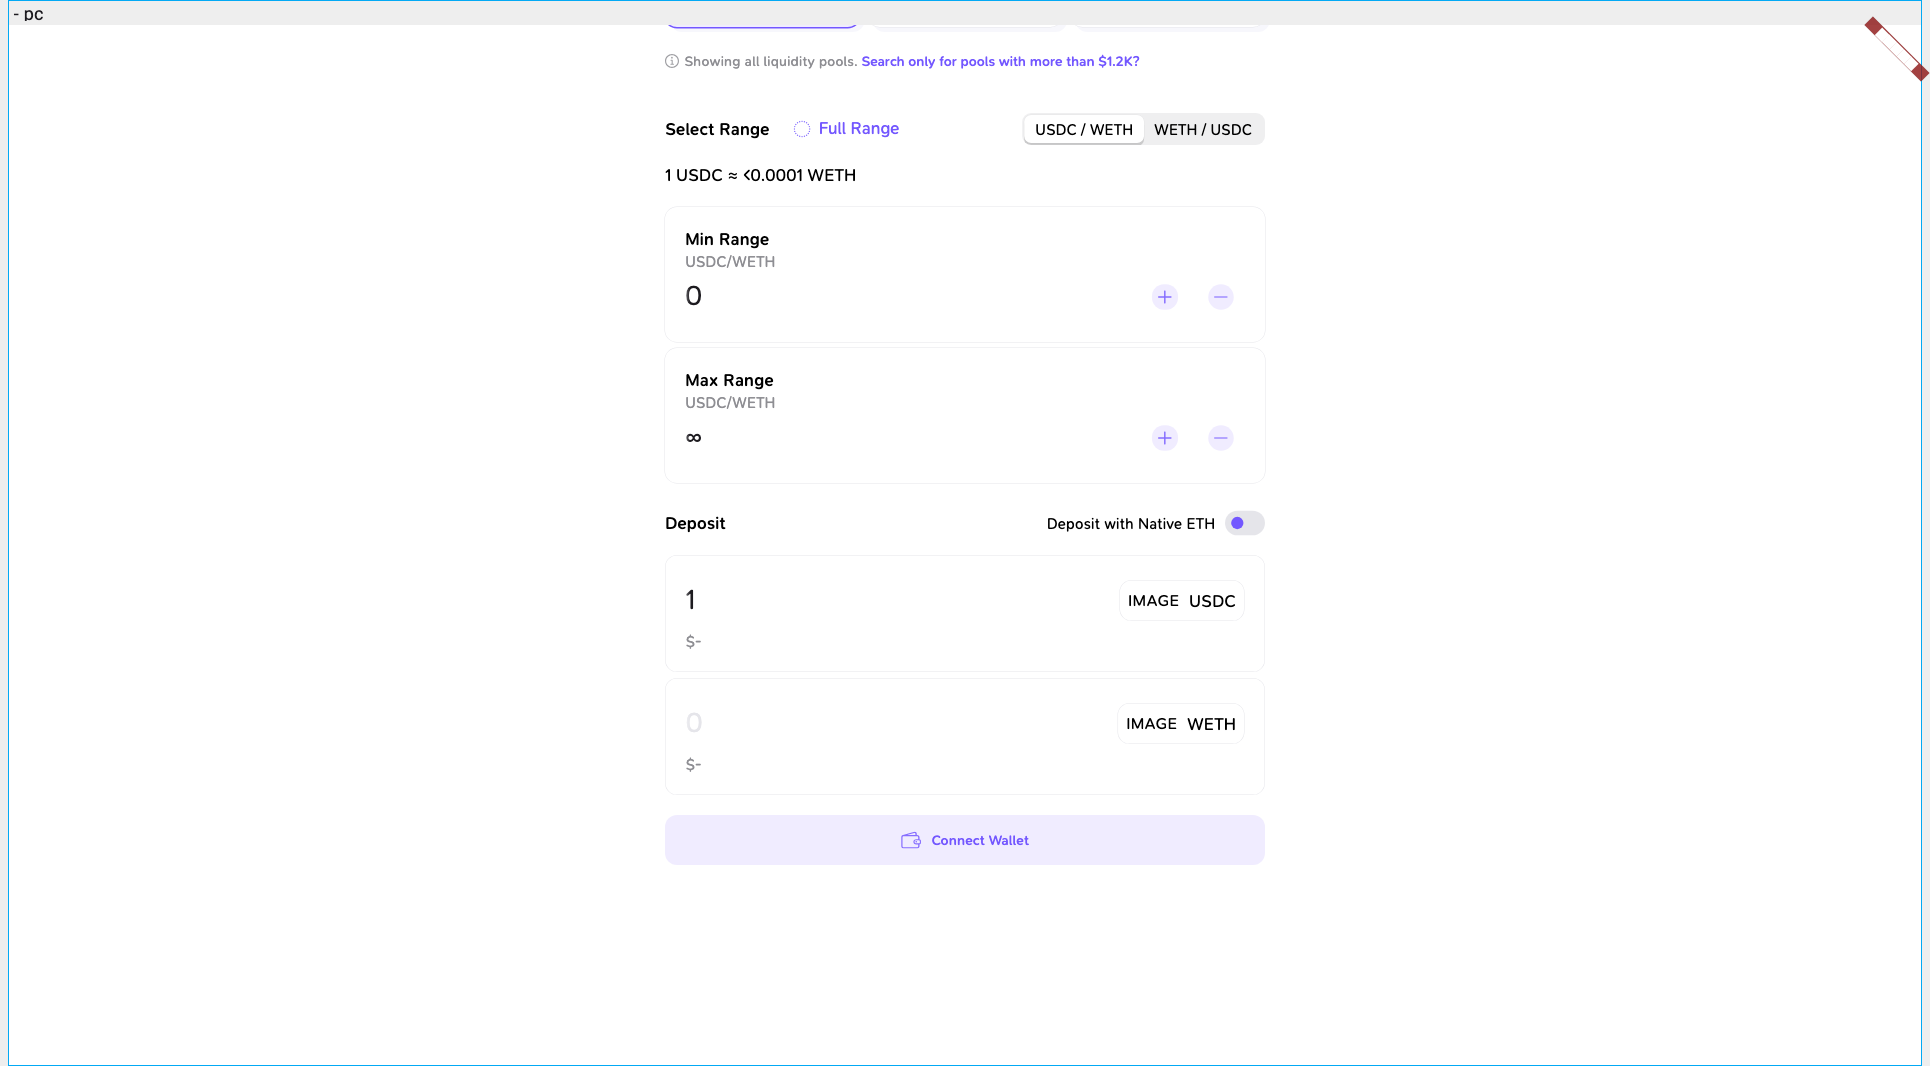 - pc
Showing all liquidity pools. Search only for pools with more than $1.2K?
Select Range Full Range USDC / WETH WETH / USDC
1 USDC ≈ <0.0001 WETH
Min Range
USDC/WETH
0
Max Range
USDC/WETH
∞
Deposit Deposit with Native ETH
1 IMAGE USDC
$-
0 IMAGE WETH
$-
Connect Wallet